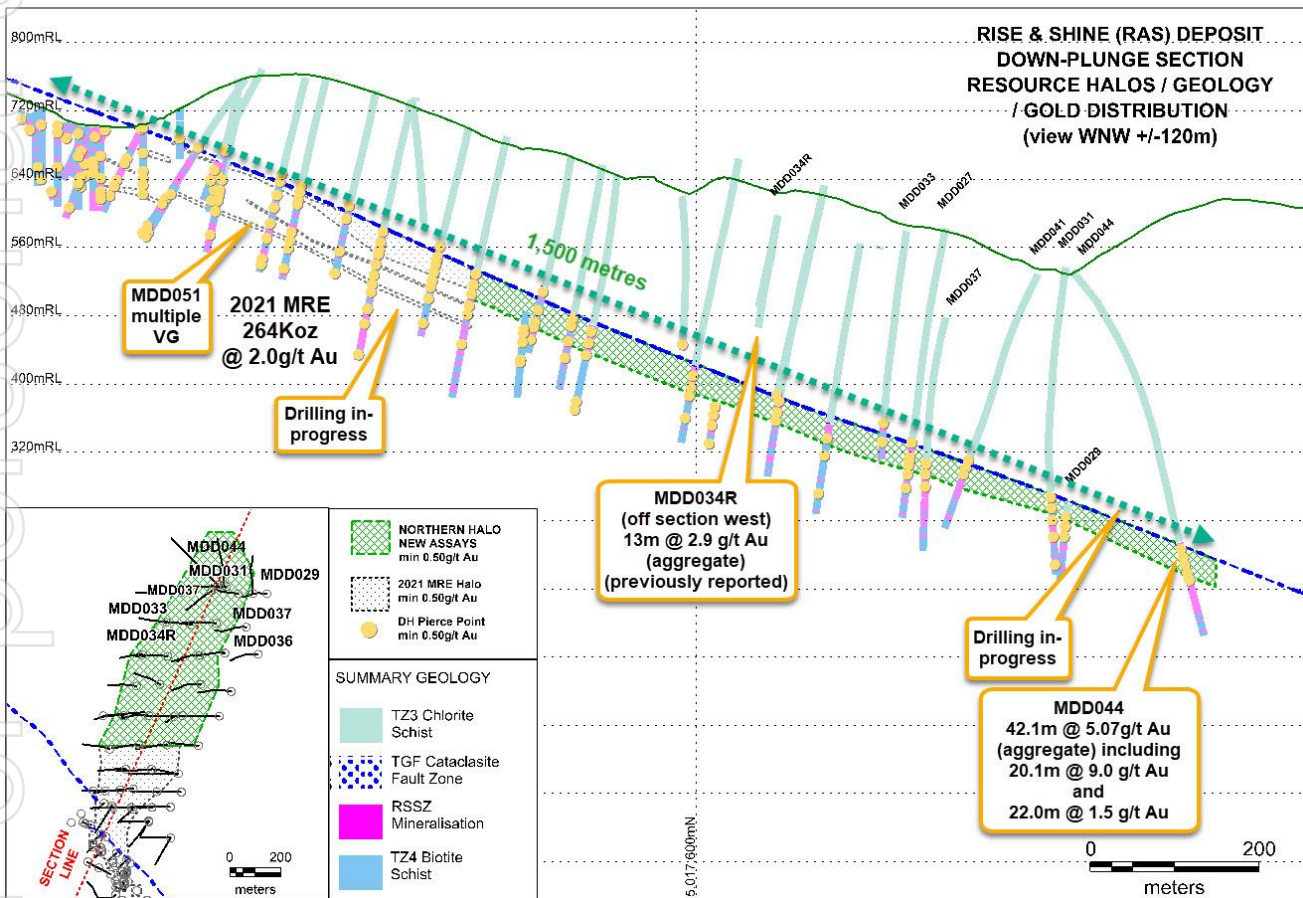 RISE & SHINE (RAS) DEPOSIT
DOWN-PLUNGE SECTION
RESOURCE HALOS / GEOLOGY
/ GOLD DISTRIBUTION
(view WNW +/-120m)
800mRL
720mRL
640mRL
560mRL
480mRL
400mRL
320mRL
MDD034R
MDD033
MDD027
MDD037
MDD041
MDD031
MDD044
MDD029
1,500 metres
MDD051
multiple
VG
2021 MRE
264Koz
@ 2.0g/t Au
Drilling in-
progress
MDD034R
(off section west)
13m @ 2.9 g/t Au
(aggregate)
(previously reported)
Drilling in-
progress
MDD044
42.1m @ 5.07g/t Au
(aggregate) including
20.1m @ 9.0 g/t Au
and
22.0m @ 1.5 g/t Au
5,017,600mN
0 200
meters
MDD044
MDD031
MDD029
MDD037
MDD033
MDD037
MDD034R
MDD036
SECTION
LINE
0 200
meters
NORTHERN HALO
NEW ASSAYS
min 0.50g/t Au
2021 MRE Halo
min 0.50g/t Au
DH Pierce Point
min 0.50g/t Au
SUMMARY GEOLOGY
TZ3 Chlorite
Schist
TGF Cataclasite
Fault Zone
RSSZ
Mineralisation
TZ4 Biotite
Schist